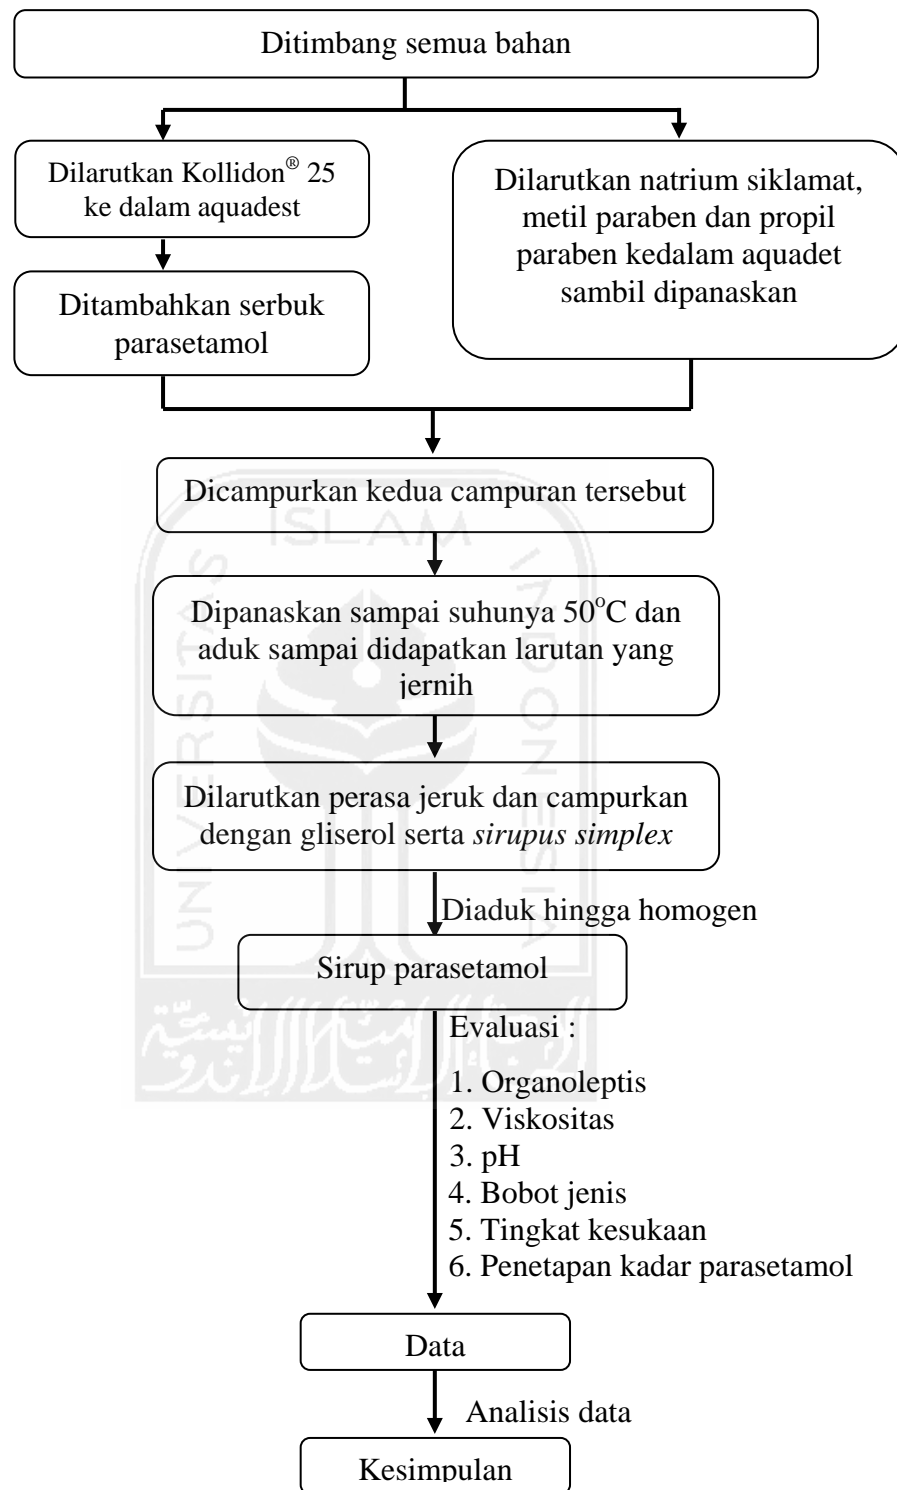 Ditimbang semua bahan
Dilarutkan Kollidon® 25
ke dalam aquadest
Ditambahkan serbuk
parasetamol
Dilarutkan natrium siklamat,
metil paraben dan propil
paraben kedalam aquadet
sambil dipanaskan
Dicampurkan kedua campuran tersebut
Dipanaskan sampai suhunya 50°C dan
aduk sampai didapatkan larutan yang
jernih
Dilarutkan perasa jeruk dan campurkan
dengan gliserol serta sirupus simplex
Diaduk hingga homogen
Sirup parasetamol
Evaluasi :
1. Organoleptis
2. Viskositas
3. pH
4. Bobot jenis
5. Tingkat kesukaan
6. Penetapan kadar parasetamol
Data
Analisis data
Kesimpulan
UNIVERSITAS
ISLAM
INDONESIA